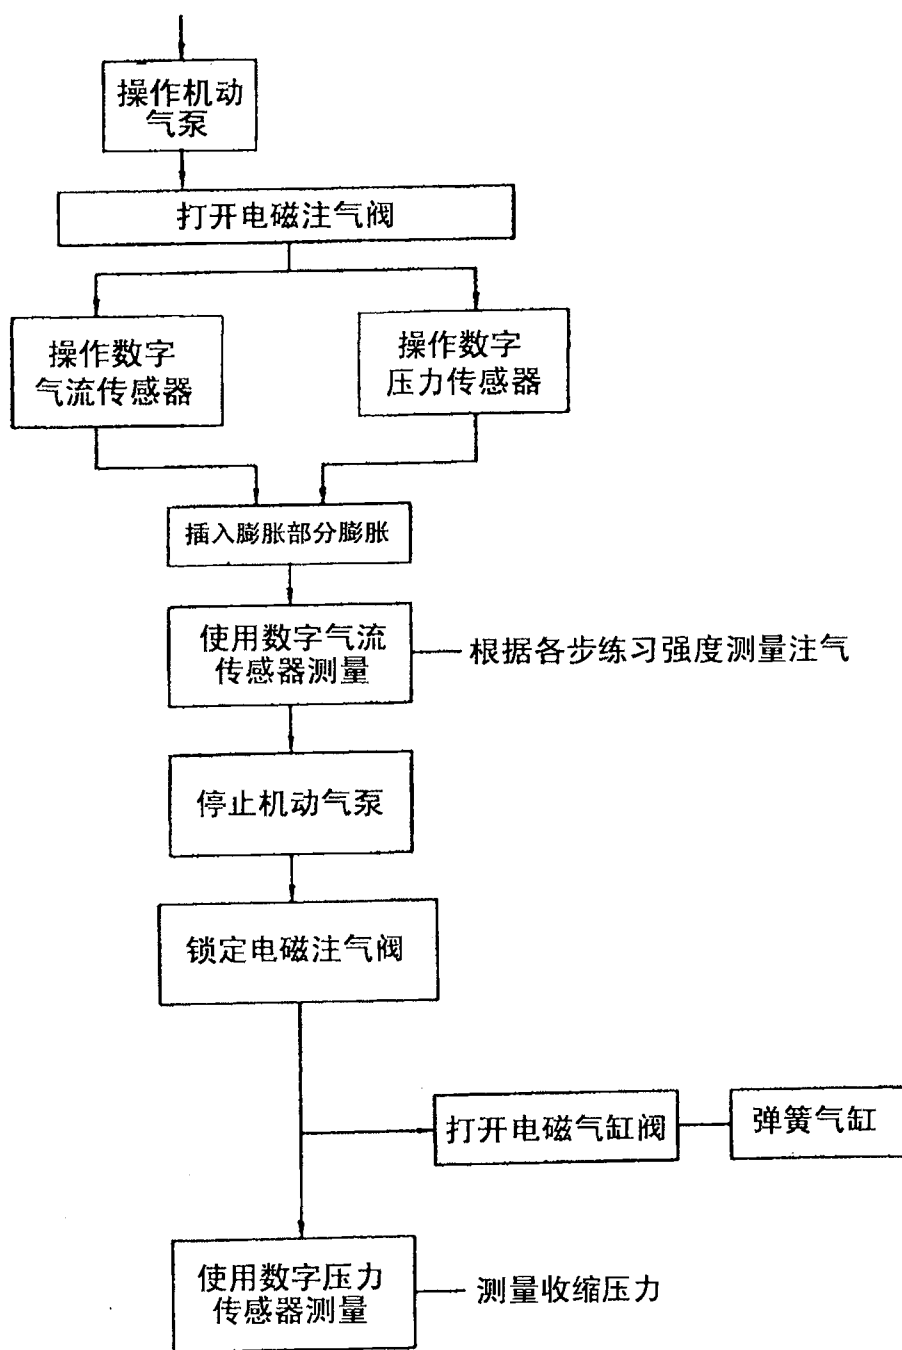 操作机动
气泵
打开电磁注气阀
操作数字
气流传感器
操作数字
压力传感器
插入膨胀部分膨胀
使用数字气流
传感器测量
根据各步练习强度测量注气
停止机动气泵
锁定电磁注气阀
打开电磁气缸阀
弹簧气缸
使用数字压力
传感器测量
测量收缩压力